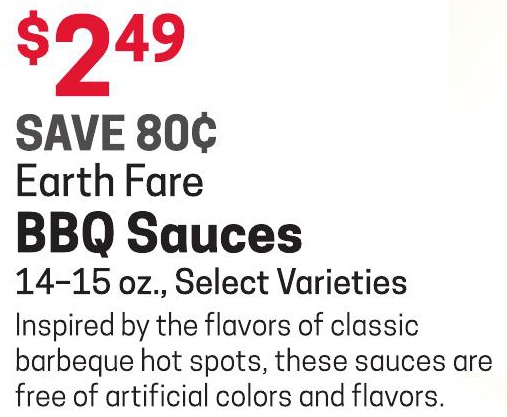 $2 49
SAVE 80¢
Earth Fare
BBQ Sauces
14–15 oz., Select Varieties
Inspired by the flavors of classic
barbeque hot spots, these sauces are
free of artificial colors and flavors.